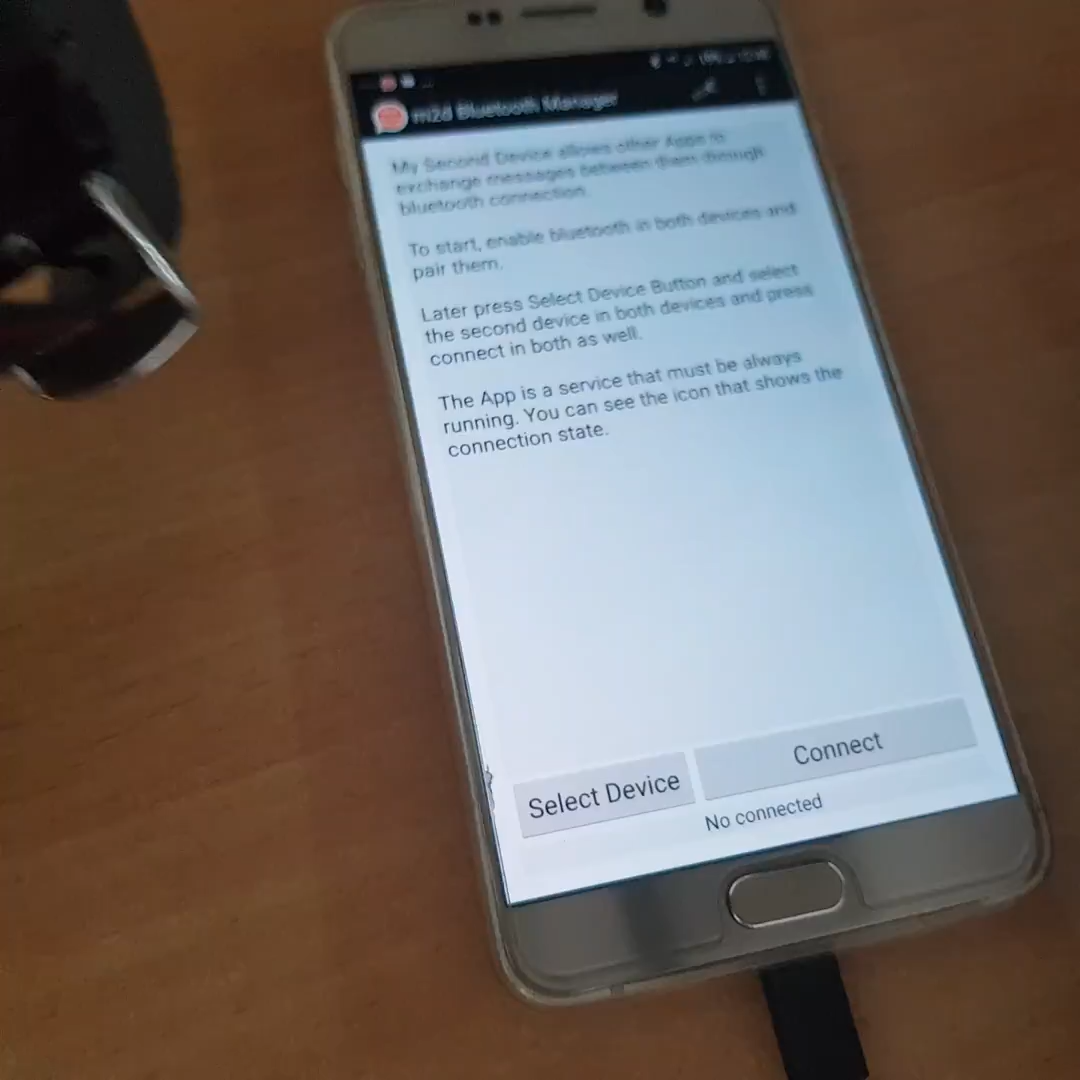 m2d Bluetooth Manager
My Second Device allows other Apps to
exchange messages between them through
bluetooth connection.
To start, enable bluetooth in both devices and
pair them.
Later press Select Device Button and select
the second device in both devices and press
connect in both as well.
The App is a service that must be always
running. You can see the icon that shows the
connection state.
Select Device
Connect
No connected